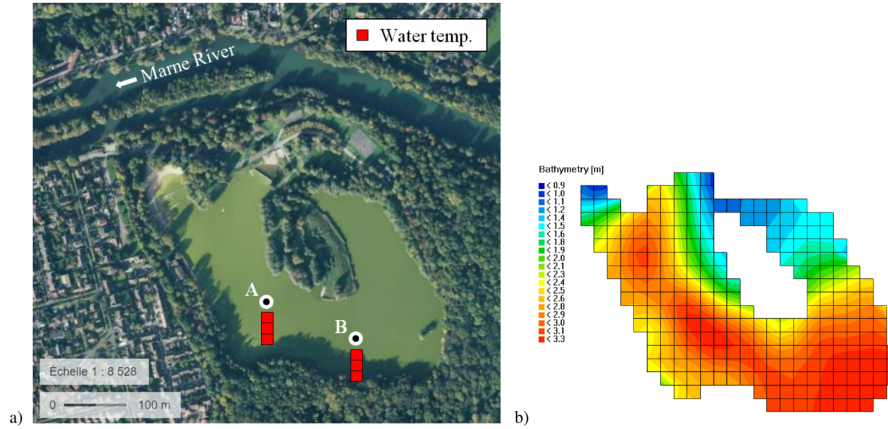 Water temp.
Marne River
A
B
Échelle 1 : 8 528
0 100 m
a)
Bathymetry [m]
< 0.9
< 1.0
< 1.1
< 1.2
< 1.4
< 1.5
< 1.6
< 1.8
< 1.9
< 2.0
< 2.1
< 2.3
< 2.4
< 2.5
< 2.6
< 2.8
< 2.9
< 3.0
< 3.1
< 3.3
b)